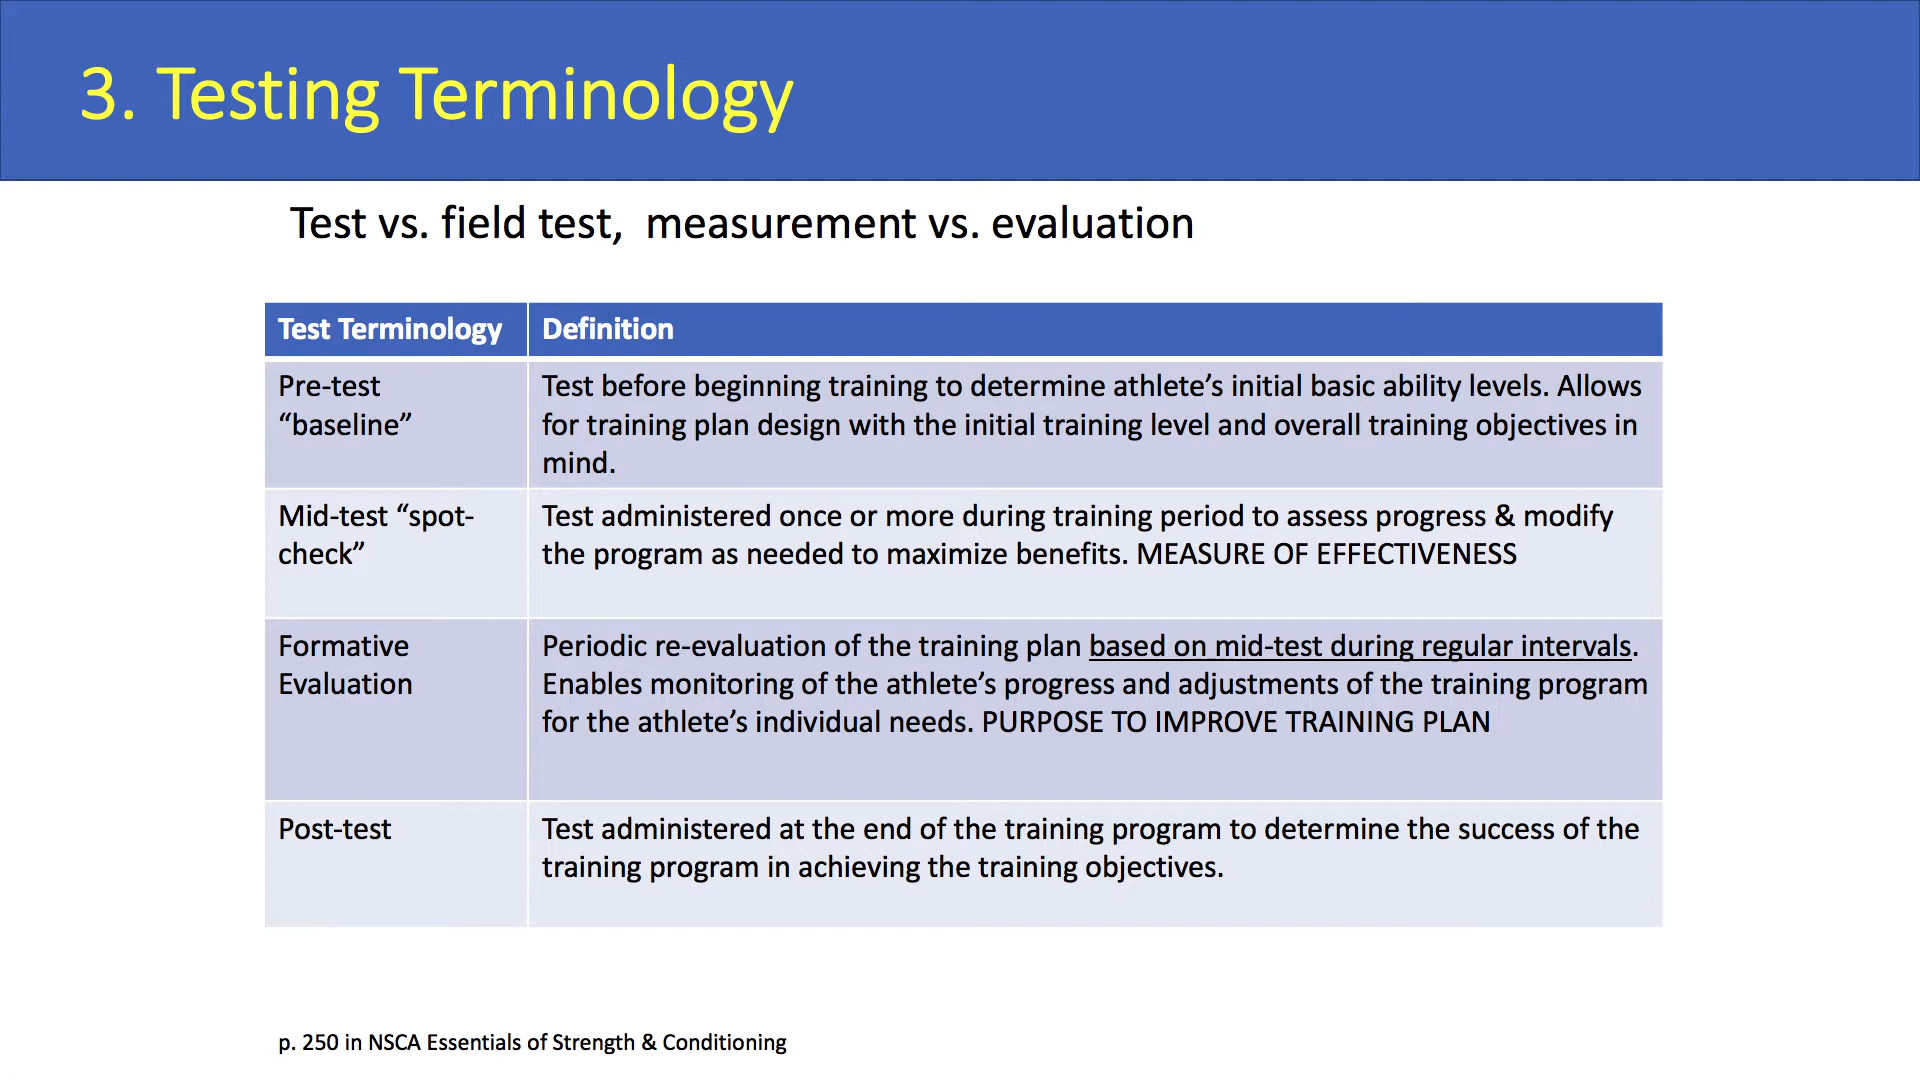 3. Testing Terminology
Test vs. field test,  measurement vs. evaluation
Test Terminology
Definition
Pre-test
“baseline”
Test before beginning training to determine athlete’s initial basic ability levels. Allows
for training plan design with the initial training level and overall training objectives in
mind.
Mid-test “spot-
check”
Test administered once or more during training period to assess progress & modify
the program as needed to maximize benefits. MEASURE OF EFFECTIVENESS
Formative
Evaluation
Periodic re-evaluation of the training plan based on mid-test during regular intervals.
Enables monitoring of the athlete’s progress and adjustments of the training program
for the athlete’s individual needs. PURPOSE TO IMPROVE TRAINING PLAN
Post-test
Test administered at the end of the training program to determine the success of the
training program in achieving the training objectives.
p. 250 in NSCA Essentials of Strength & Conditioning